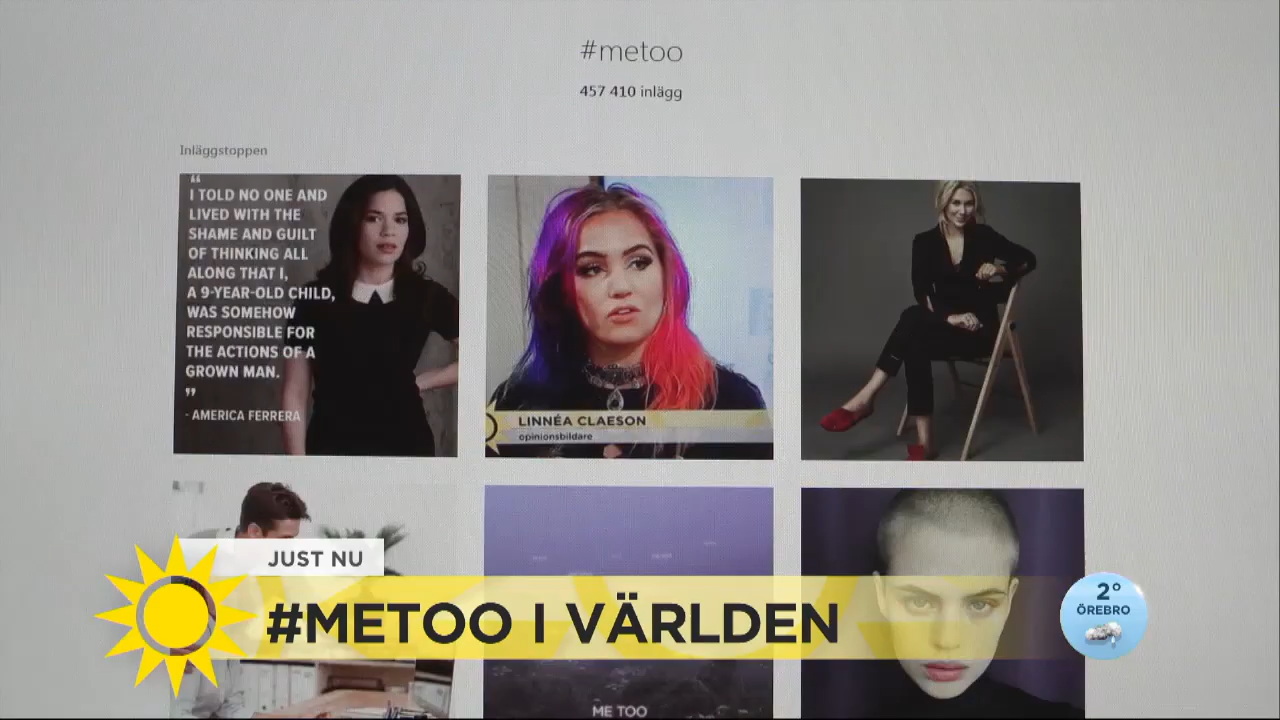 #metoo
457 410 inlägg
Inläggstoppen
“
I TOLD NO ONE AND
LIVED WITH THE
SHAME AND GUILT
OF THINKING ALL
ALONG THAT I,
A 9-YEAR-OLD CHILD,
WAS SOMEHOW
RESPONSIBLE FOR
THE ACTIONS OF A
GROWN MAN.
”
- AMERICA FERRERA
LINNÉA CLAESON
opinionsbildare
JUST NU
#METOO I VÄRLDEN
2°
ÖREBRO
ME TOO